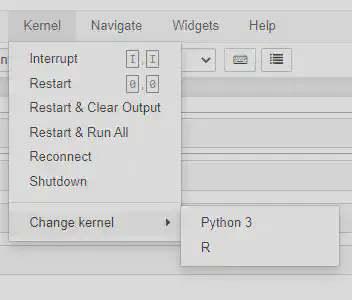 Kernel Navigate Widgets Help
Interrupt I,I
Restart 0,0
Restart & Clear Output
Restart & Run All
Reconnect
Shutdown
Change kernel
Python 3
R